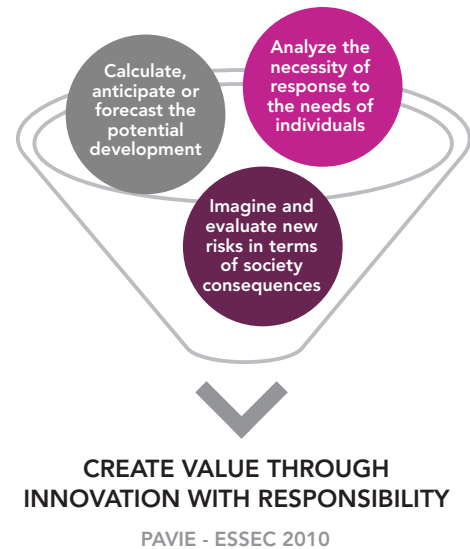 Calculate,
anticipate or
forecast the
potential
development
Analyze the
necessity of
response to
the needs of
individuals
Imagine and
evaluate new
risks in terms
of society
consequences
CREATE VALUE THROUGH
INNOVATION WITH RESPONSIBILITY
PAVIE - ESSEC 2010